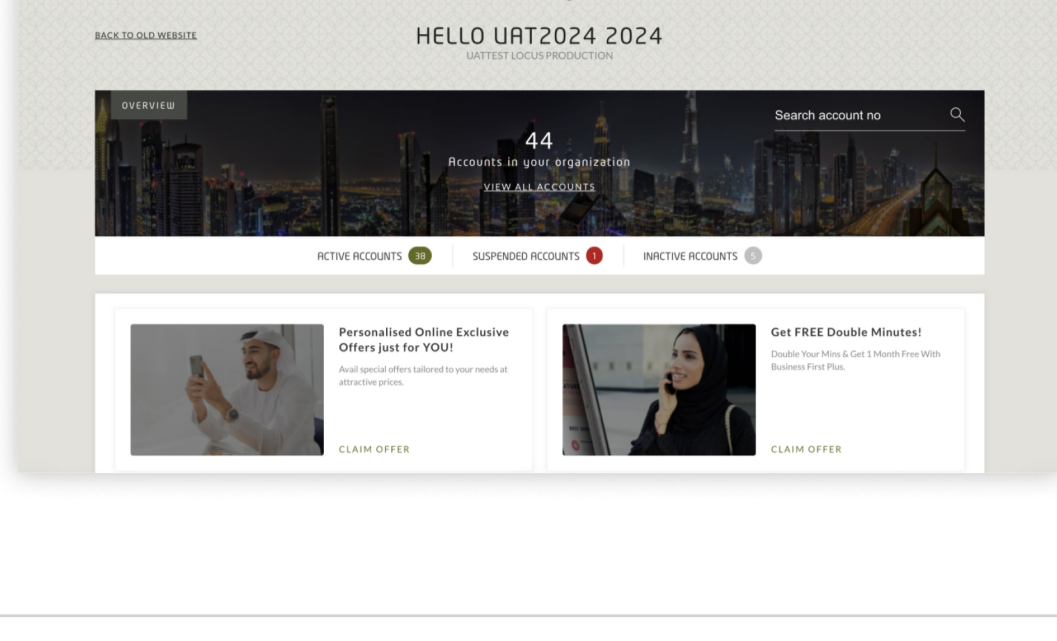 BACK TO OLD WEBSITE
HELLO UAT2024 2024
UATTEST LOCUS PRODUCTION
OVERVIEW
Search account no
44
Accounts in your organization
VIEW ALL ACCOUNTS
ACTIVE ACCOUNTS 38
SUSPENDED ACCOUNTS 1
INACTIVE ACCOUNTS 5
Personalised Online Exclusive
Offers just for YOU!
Avail special offers tailored to your needs at
attractive prices.
CLAIM OFFER
Get FREE Double Minutes!
Double Your Mins & Get 1 Month Free With
Business First Plus.
CLAIM OFFER